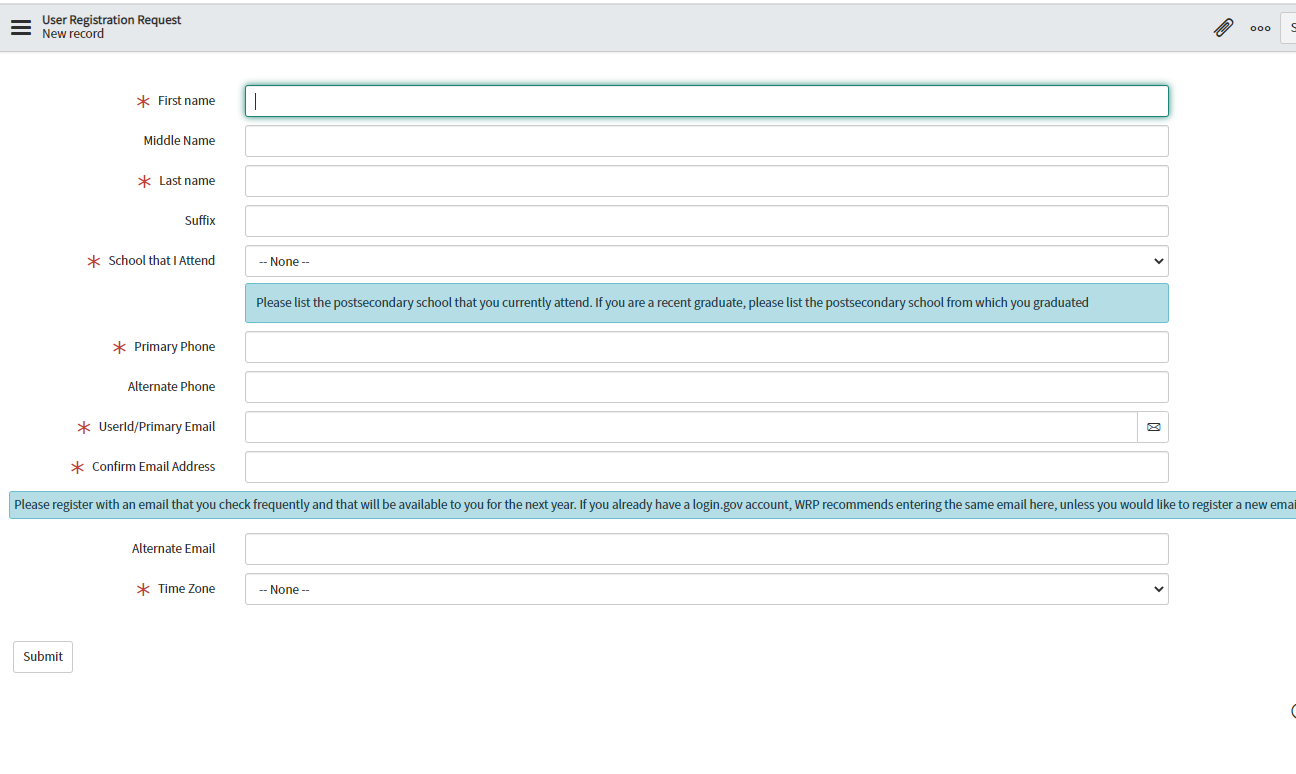 User Registration Request
New record
S
* First name
Middle Name
* Last name
Suffix
* School that I Attend
-- None --
Please list the postsecondary school that you currently attend. If you are a recent graduate, please list the postsecondary school from which you graduated
* Primary Phone
Alternate Phone
* UserId/Primary Email
* Confirm Email Address
Please register with an email that you check frequently and that will be available to you for the next year. If you already have a login.gov account, WRP recommends entering the same email here, unless you would like to register a new emai
Alternate Email
* Time Zone
-- None --
Submit